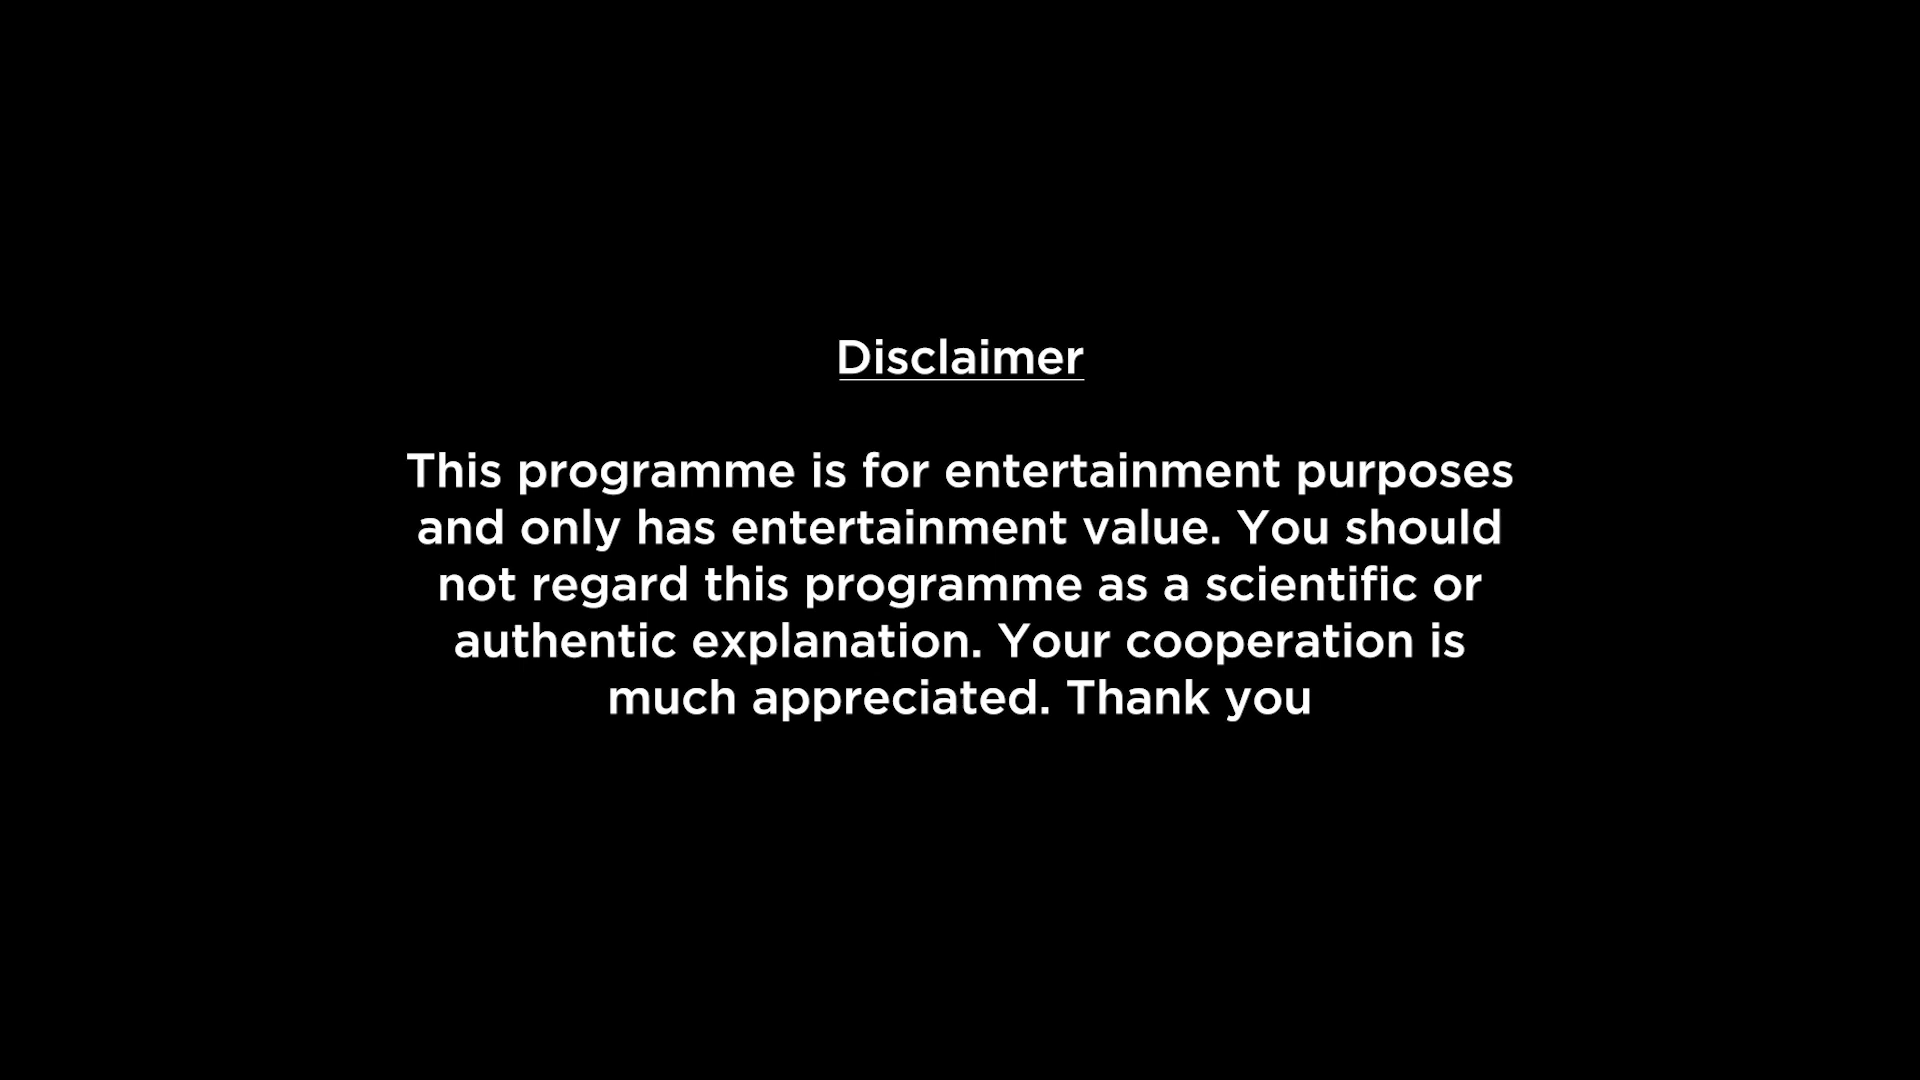 Disclaimer
This programme is for entertainment purposes
and only has entertainment value. You should
not regard this programme as a scientific or
authentic explanation. Your cooperation is
much appreciated. Thank you